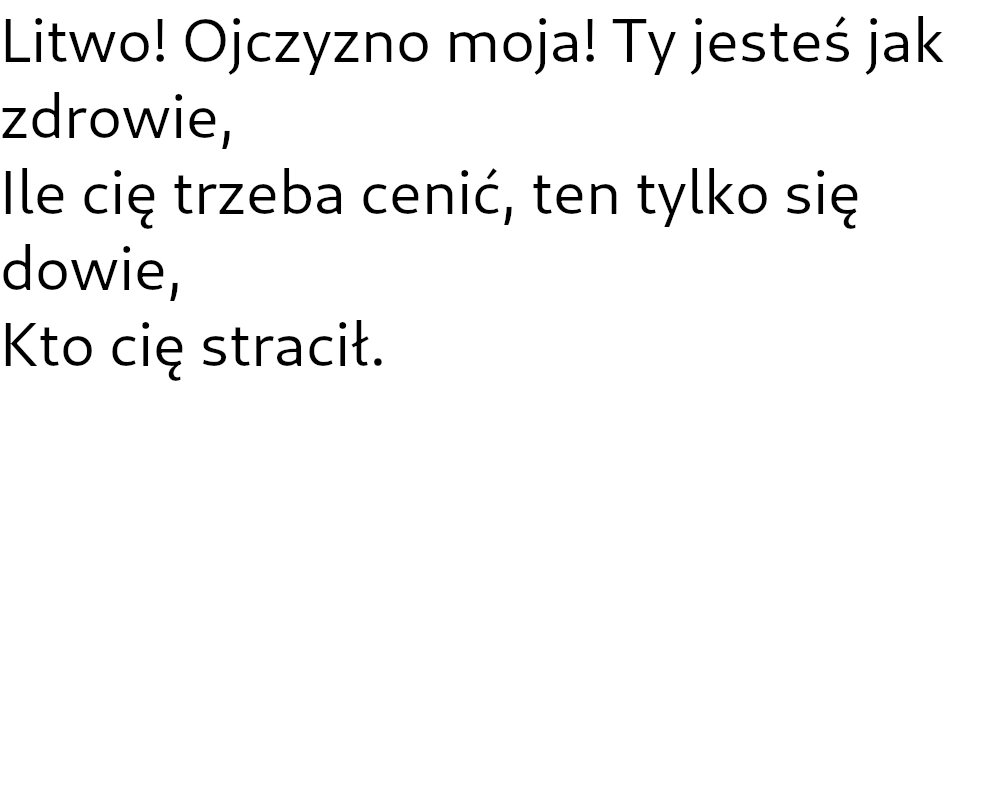 Litwo! Ojczyzno moja! Ty jesteś jak
zdrowie,
Ile cię trzeba cenić, ten tylko się
dowie,
Kto cię stracił.